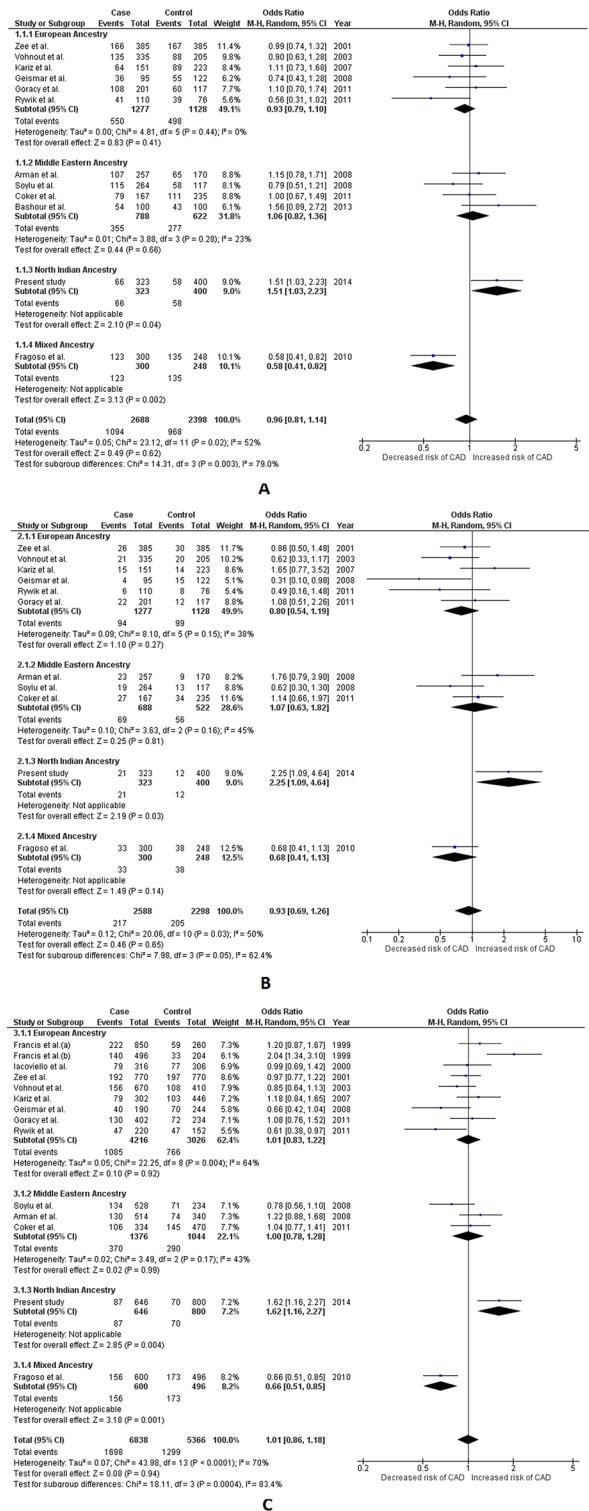 Case Control Odds Ratio Odds Ratio
Study or Subgroup Events Total Events Total Weight M-H, Random, 95% CI Year M-H, Random, 95% CI
1.1.1 European Ancestry
Zee et al. 166 385 167 385 11.4% 0.99 [0.74, 1.32] 2001
Vohnout et al. 135 335 88 205 9.7% 0.90 [0.63, 1.28] 2003
Kariz et al. 64 151 89 223 8.6% 1.11 [0.73, 1.68] 2007
Geismar et al. 36 95 55 122 6.5% 0.74 [0.43, 1.28] 2008
Goracy et al. 108 201 60 117 7.7% 1.10 [0.70, 1.74] 2011
Rywik et al. 41 110 39 76 5.7% 0.56 [0.31, 1.02] 2011
Subtotal (95% CI) 1277 1128 49.1% 0.93 [0.79, 1.10]
Total events 550 498
Heterogeneity: Tau² = 0.00; Chi² = 4.81, df = 5 (P = 0.44); I² = 0%
Test for overall effect: Z = 0.83 (P = 0.41)
1.1.2 Middle Eastern Ancestry
Arman et al. 107 257 65 170 8.8% 1.15 [0.78, 1.71] 2008
Soylu et al. 115 264 58 117 7.9% 0.79 [0.51, 1.21] 2008
Coker et al. 79 167 111 235 8.8% 1.00 [0.67, 1.49] 2011
Bashour et al. 54 100 43 100 6.2% 1.56 [0.89, 2.72] 2013
Subtotal (95% CI) 788 622 31.8% 1.06 [0.82, 1.36]
Total events 355 277
Heterogeneity: Tau² = 0.01; Chi² = 3.88, df = 3 (P = 0.28); I² = 23%
Test for overall effect: Z = 0.44 (P = 0.66)
1.1.3 North Indian Ancestry
Present study 66 323 58 400 9.0% 1.51 [1.03, 2.23] 2014
Subtotal (95% CI) 323 400 9.0% 1.51 [1.03, 2.23]
Total events 66 58
Heterogeneity: Not applicable
Test for overall effect: Z = 2.10 (P = 0.04)
1.1.4 Mixed Ancestry
Fragoso et al. 123 300 135 248 10.1% 0.58 [0.41, 0.82] 2010
Subtotal (95% CI) 300 248 10.1% 0.58 [0.41, 0.82]
Total events 123 135
Heterogeneity: Not applicable
Test for overall effect: Z = 3.13 (P = 0.002)
Total (95% CI) 2688 2398 100.0% 0.96 [0.81, 1.14]
Total events 1094 968
Heterogeneity: Tau² = 0.05; Chi² = 23.12, df = 11 (P = 0.02); I² = 52%
Test for overall effect: Z = 0.49 (P = 0.62)
Test for subgroup differences: Chi² = 14.31, df = 3 (P = 0.003), I² = 79.0%
0.2 0.5 1 2 5
Decreased risk of CAD Increased risk of CAD
A
Case Control Odds Ratio Odds Ratio
Study or Subgroup Events Total Events Total Weight M-H, Random, 95% CI Year M-H, Random, 95% CI
2.1.1 European Ancestry
Zee et al. 26 385 30 385 11.7% 0.86 [0.50, 1.48] 2001
Vohnout et al. 21 335 20 205 10.2% 0.62 [0.33, 1.17] 2003
Kariz et al. 15 151 14 223 8.6% 1.65 [0.77, 3.52] 2007
Geismar et al. 4 95 15 122 5.1% 0.31 [0.10, 0.98] 2008
Rywik et al. 6 110 8 76 5.4% 0.49 [0.16, 1.48] 2011
Goracy et al. 22 201 12 117 8.8% 1.08 [0.51, 2.26] 2011
Subtotal (95% CI) 1277 1128 49.9% 0.80 [0.54, 1.19]
Total events 94 99
Heterogeneity: Tau² = 0.09; Chi² = 8.10, df = 5 (P = 0.15); I² = 38%
Test for overall effect: Z = 1.10 (P = 0.27)
2.1.2 Middle Eastern Ancestry
Arman et al. 23 257 9 170 8.2% 1.76 [0.79, 3.90] 2008
Soylu et al. 19 264 13 117 8.8% 0.62 [0.30, 1.30] 2008
Coker et al. 27 167 34 235 11.6% 1.14 [0.66, 1.97] 2011
Subtotal (95% CI) 688 522 28.6% 1.07 [0.63, 1.82]
Total events 69 56
Heterogeneity: Tau² = 0.10; Chi² = 3.63, df = 2 (P = 0.16); I² = 45%
Test for overall effect: Z = 0.25 (P = 0.81)
2.1.3 North Indian Ancestry
Present study 21 323 12 400 9.0% 2.25 [1.09, 4.64] 2014
Subtotal (95% CI) 323 400 9.0% 2.25 [1.09, 4.64]
Total events 21 12
Heterogeneity: Not applicable
Test for overall effect: Z = 2.19 (P = 0.03)
2.1.4 Mixed Ancestry
Fragoso et al. 33 300 38 248 12.5% 0.68 [0.41, 1.13] 2010
Subtotal (95% CI) 300 248 12.5% 0.68 [0.41, 1.13]
Total events 33 38
Heterogeneity: Not applicable
Test for overall effect: Z = 1.49 (P = 0.14)
Total (95% CI) 2588 2298 100.0% 0.93 [0.69, 1.26]
Total events 217 205
Heterogeneity: Tau² = 0.12; Chi² = 20.06, df = 10 (P = 0.03); I² = 50%
Test for overall effect: Z = 0.46 (P = 0.65)
Test for subgroup differences: Chi² = 7.98, df = 3 (P = 0.05), I² = 62.4%
0.1 0.2 0.5 1 2 5 10
Decreased risk of CAD Increased risk of CAD
B
Case Control Odds Ratio Odds Ratio
Study or Subgroup Events Total Events Total Weight M-H, Random, 95% CI Year M-H, Random, 95% CI
3.1.1 European Ancestry
Francis et al.(a) 222 850 59 260 7.3% 1.20 [0.87, 1.67] 1999
Francis et al.(b) 140 496 33 204 6.1% 2.04 [1.34, 3.10] 1999
Iacoviello et al. 79 316 77 306 6.9% 0.99 [0.69, 1.42] 2000
Zee et al. 192 770 197 770 8.6% 0.97 [0.77, 1.22] 2001
Vohnout et al. 156 670 108 410 7.9% 0.85 [0.64, 1.13] 2003
Kariz et al. 79 302 103 446 7.2% 1.18 [0.84, 1.65] 2007
Geismar et al. 40 190 70 244 5.8% 0.66 [0.42, 1.04] 2008
Goracy et al. 130 402 72 234 7.0% 1.08 [0.76, 1.52] 2011
Rywik et al. 47 220 47 152 5.6% 0.61 [0.38, 0.97] 2011
Subtotal (95% CI) 4216 3026 62.4% 1.01 [0.83, 1.22]
Total events 1085 766
Heterogeneity: Tau² = 0.05; Chi² = 22.25, df = 8 (P = 0.004); I² = 64%
Test for overall effect: Z = 0.10 (P = 0.92)
3.1.2 Middle Eastern Ancestry
Soylu et al. 134 528 71 234 7.1% 0.78 [0.56, 1.10] 2008
Arman et al. 130 514 74 340 7.3% 1.22 [0.88, 1.68] 2008
Coker et al. 106 334 145 470 7.6% 1.04 [0.77, 1.41] 2011
Subtotal (95% CI) 1376 1044 22.1% 1.00 [0.78, 1.28]
Total events 370 290
Heterogeneity: Tau² = 0.02; Chi² = 3.49, df = 2 (P = 0.17); I² = 43%
Test for overall effect: Z = 0.02 (P = 0.99)
3.1.3 North Indian Ancestry
Present study 87 646 70 800 7.2% 1.62 [1.16, 2.27] 2014
Subtotal (95% CI) 646 800 7.2% 1.62 [1.16, 2.27]
Total events 87 70
Heterogeneity: Not applicable
Test for overall effect: Z = 2.85 (P = 0.004)
3.1.4 Mixed Ancestry
Fragoso et al. 156 600 173 496 8.2% 0.66 [0.51, 0.85] 2010
Subtotal (95% CI) 600 496 8.2% 0.66 [0.51, 0.85]
Total events 156 173
Heterogeneity: Not applicable
Test for overall effect: Z = 3.18 (P = 0.001)
Total (95% CI) 6838 5366 100.0% 1.01 [0.86, 1.18]
Total events 1698 1299
Heterogeneity: Tau² = 0.07; Chi² = 43.98, df = 13 (P < 0.0001); I² = 70%
Test for overall effect: Z = 0.08 (P = 0.94)
Test for subgroup differences: Chi² = 18.11, df = 3 (P = 0.0004), I² = 83.4%
0.2 0.5 1 2 5
Decreased risk of CAD Increased risk of CAD
C